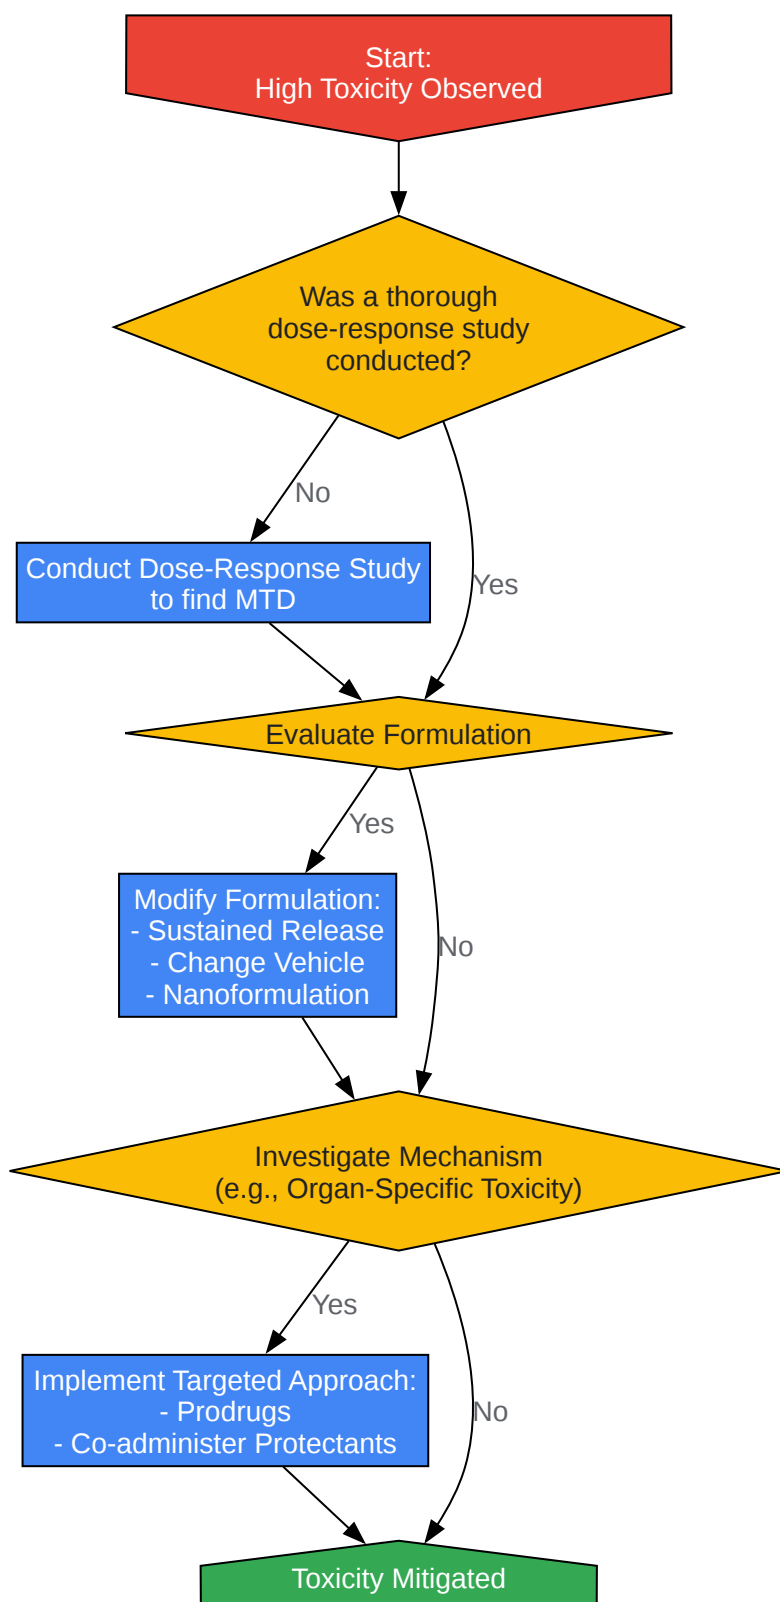 Start:
High Toxicity Observed
Was a thorough
dose-response study
conducted?
No
Conduct Dose-Response Study
to find MTD
Yes
Evaluate Formulation
Yes
Modify Formulation:
- Sustained Release
- Change Vehicle
- Nanoformulation
No
Investigate Mechanism
(e.g., Organ-Specific Toxicity)
Yes
Implement Targeted Approach:
- Prodrugs
- Co-administer Protectants
No
Toxicity Mitigated